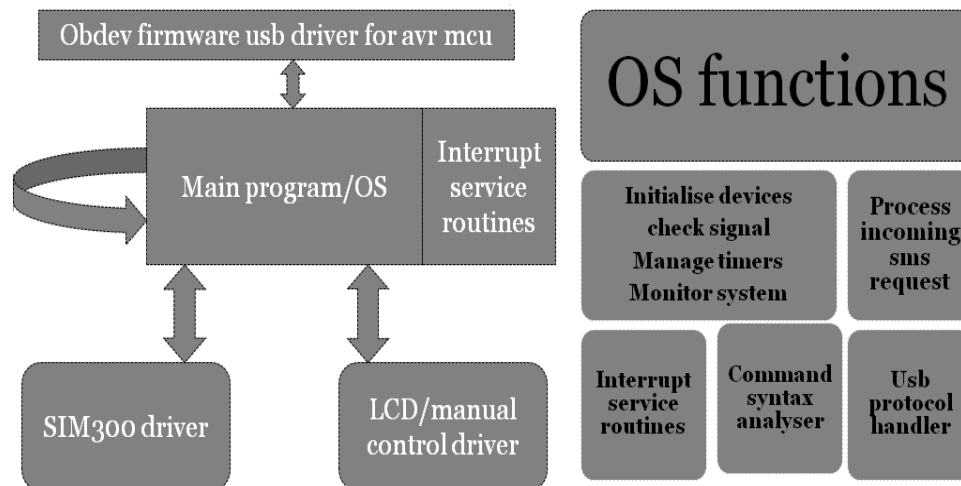 Obdev firmware usb driver for avr mcu
Main program/OS
Interrupt
service
routines
SIM300 driver
LCD/manual
control driver
OS functions
Initialise devices
check signal
Manage timers
Monitor system
Process
incoming
sms
request
Interrupt
service
routines
Command
syntax
analyser
Usb
protocol
handler